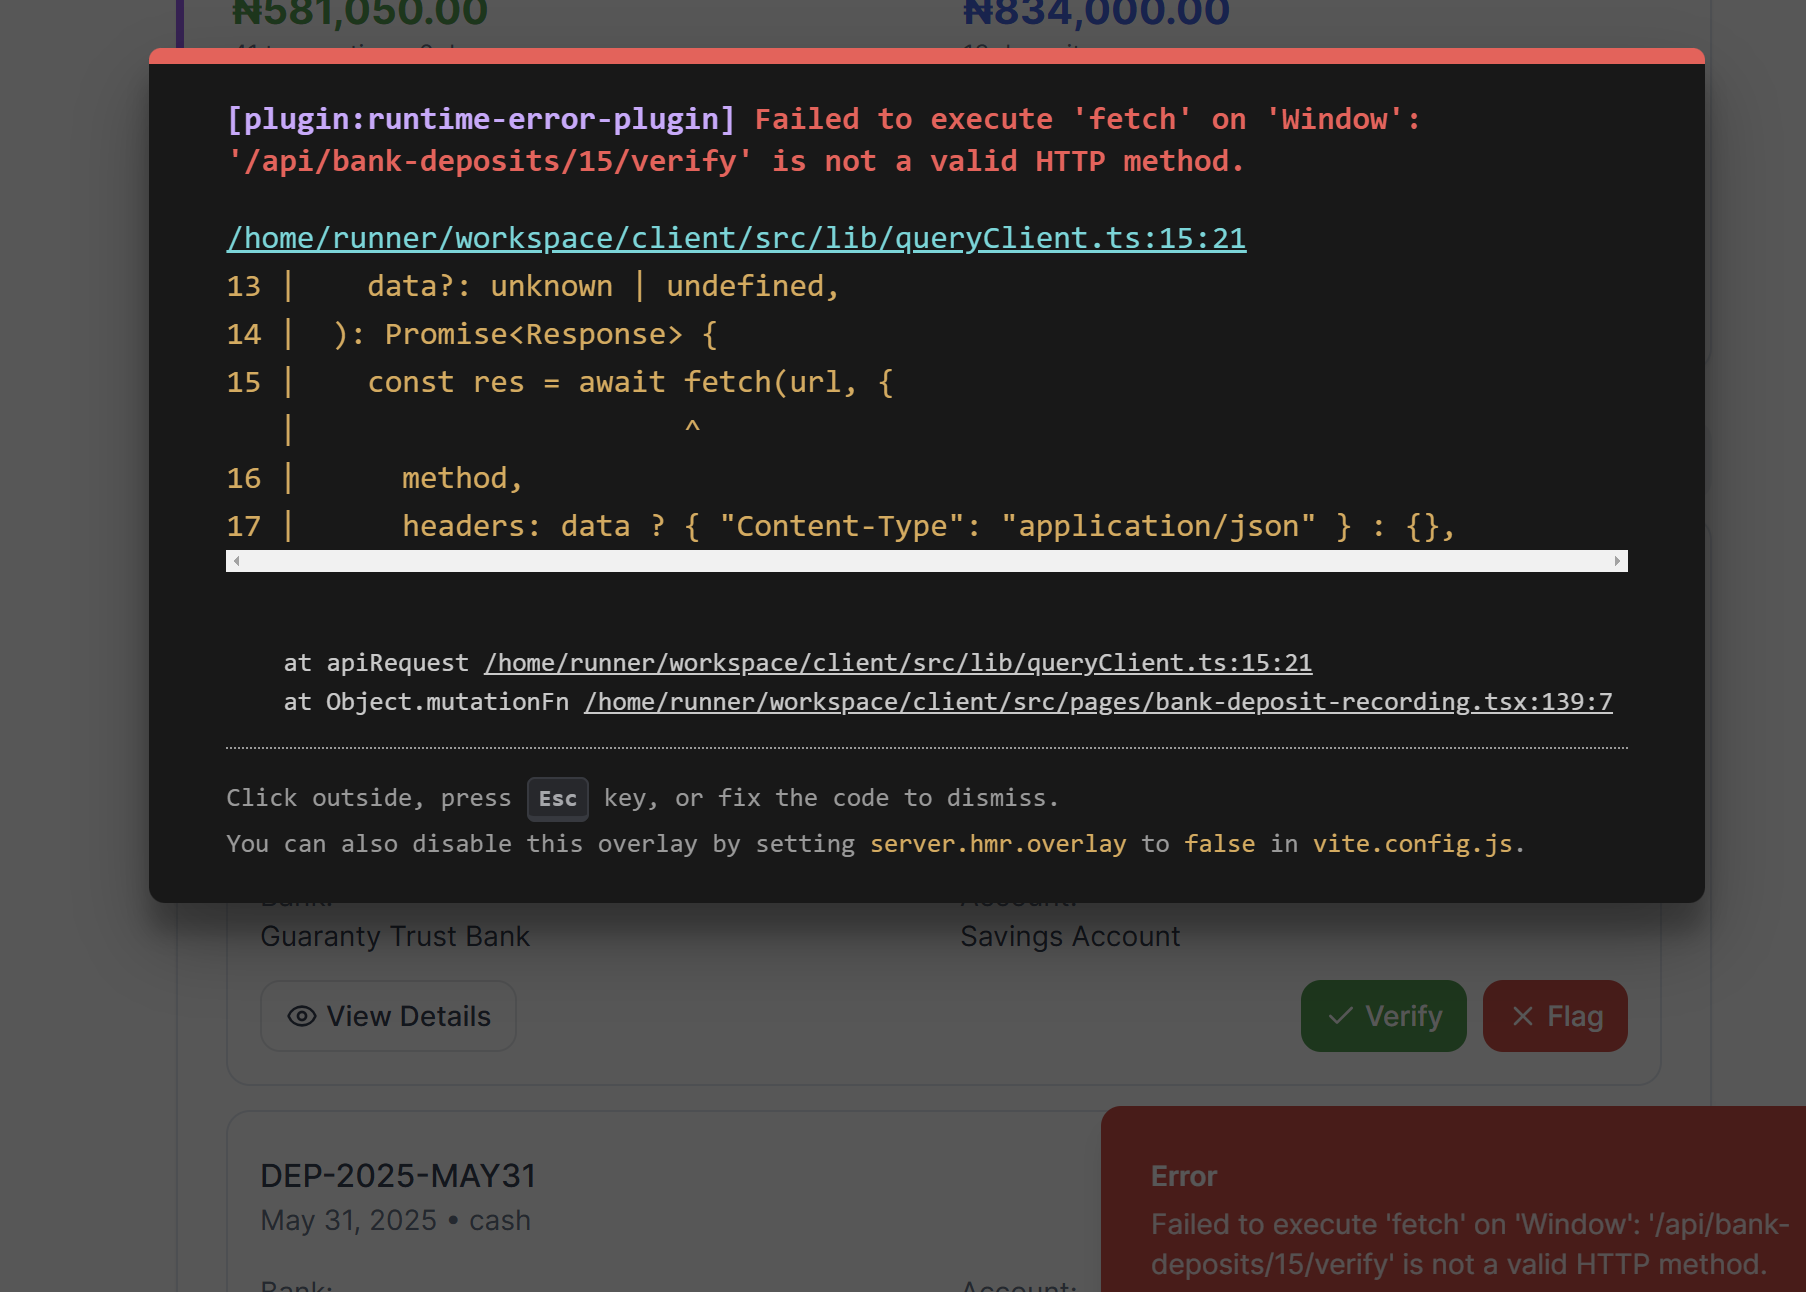 ₦581,050.00
₦834,000.00
[plugin:runtime-error-plugin] Failed to execute 'fetch' on 'Window':
'/api/bank-deposits/15/verify' is not a valid HTTP method.
/home/runner/workspace/client/src/lib/queryClient.ts:15:21
13 |    data?: unknown | undefined,
14 |  ): Promise<Response> {
15 |    const res = await fetch(url, {
   |                      ^
16 |      method,
17 |      headers: data ? { "Content-Type": "application/json" } : {},
at apiRequest /home/runner/workspace/client/src/lib/queryClient.ts:15:21
at Object.mutationFn /home/runner/workspace/client/src/pages/bank-deposit-recording.tsx:139:7
Click outside, press Esc key, or fix the code to dismiss.
You can also disable this overlay by setting server.hmr.overlay to false in vite.config.js.
Guaranty Trust Bank
Savings Account
View Details
Verify
Flag
DEP-2025-MAY31
May 31, 2025 • cash
Error
Failed to execute 'fetch' on 'Window': '/api/bank-
deposits/15/verify' is not a valid HTTP method.
Bank:
Account: